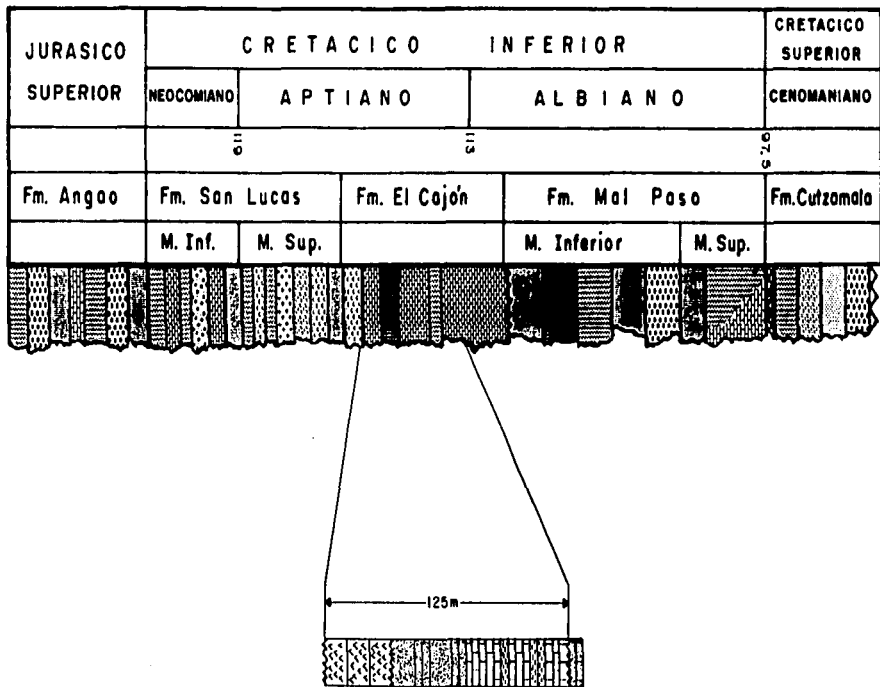 JURASICO SUPERIOR
CRETACICO INFERIOR
CRETACICO SUPERIOR
NEOCOMIANO
APTIANO
ALBIANO
CENOMANIANO
119
113
97.5
Fm. Angao
Fm. San Lucas
Fm. El Cajón
Fm. Mal Paso
Fm. Cutzamala
M. Inf.
M. Sup.
M. Inferior
M. Sup.
125m